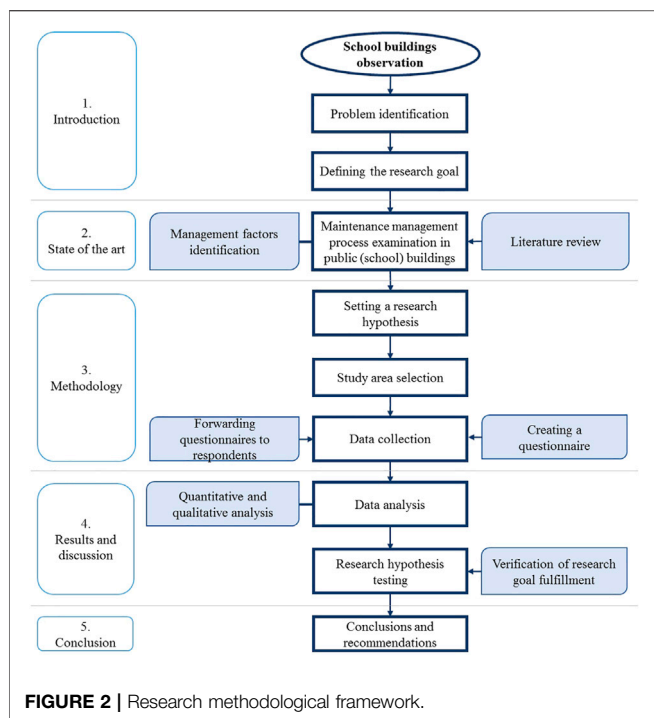 School buildings
observation
1.
Introduction
Problem identification
Defining the research goal
2.
State of the art
Management factors
identification
Maintenance management
process examination in
public (school) buildings
Literature review
Setting a research
hypothesis
3.
Methodology
Study area selection
Forwarding
questionnaires to
respondents
Data collection
Creating a
questionnaire
4.
Results and
discussion
Quantitative and
qualitative analysis
Data analysis
Research hypothesis
testing
Verification of research
goal fulfillment
5.
Conclusion
Conclusions and
recommendations
FIGURE 2 | Research methodological framework.